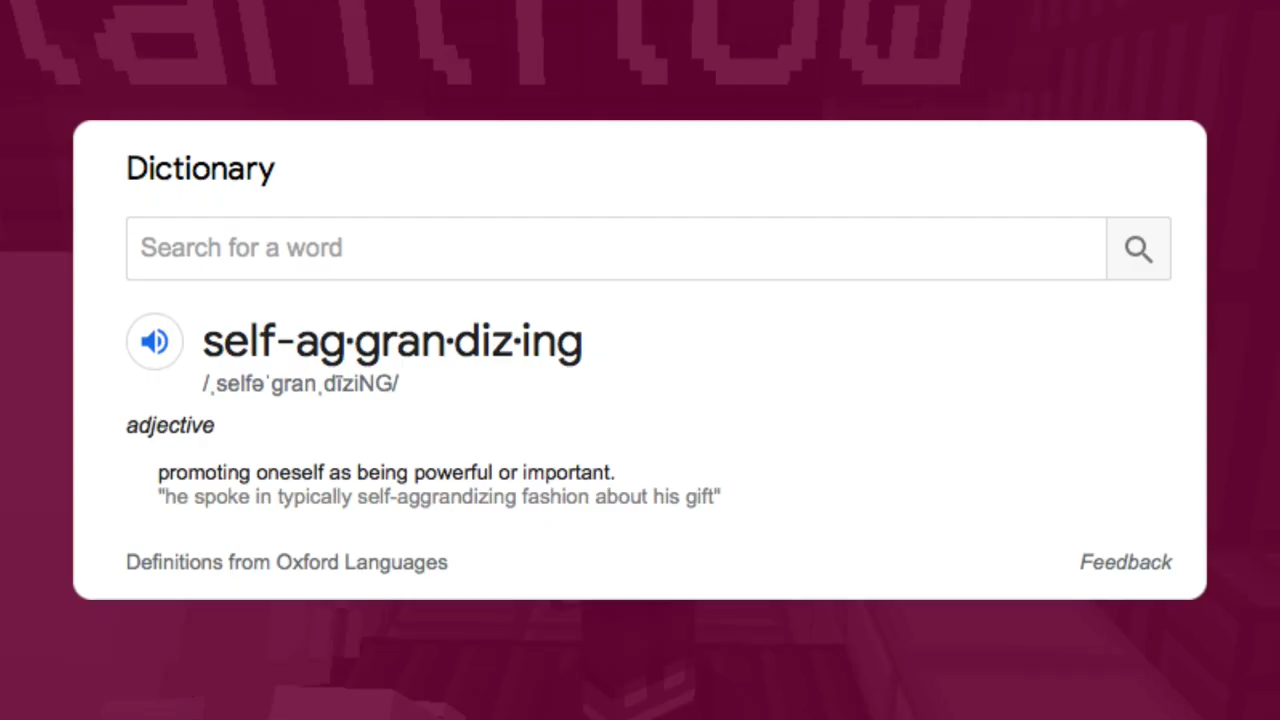 Dictionary
Search for a word
self-ag·gran·diz·ing
/ˌselfəˈɡranˌdīziNG/
adjective
promoting oneself as being powerful or important.
"he spoke in typically self-aggrandizing fashion about his gift"
Definitions from Oxford Languages
Feedback